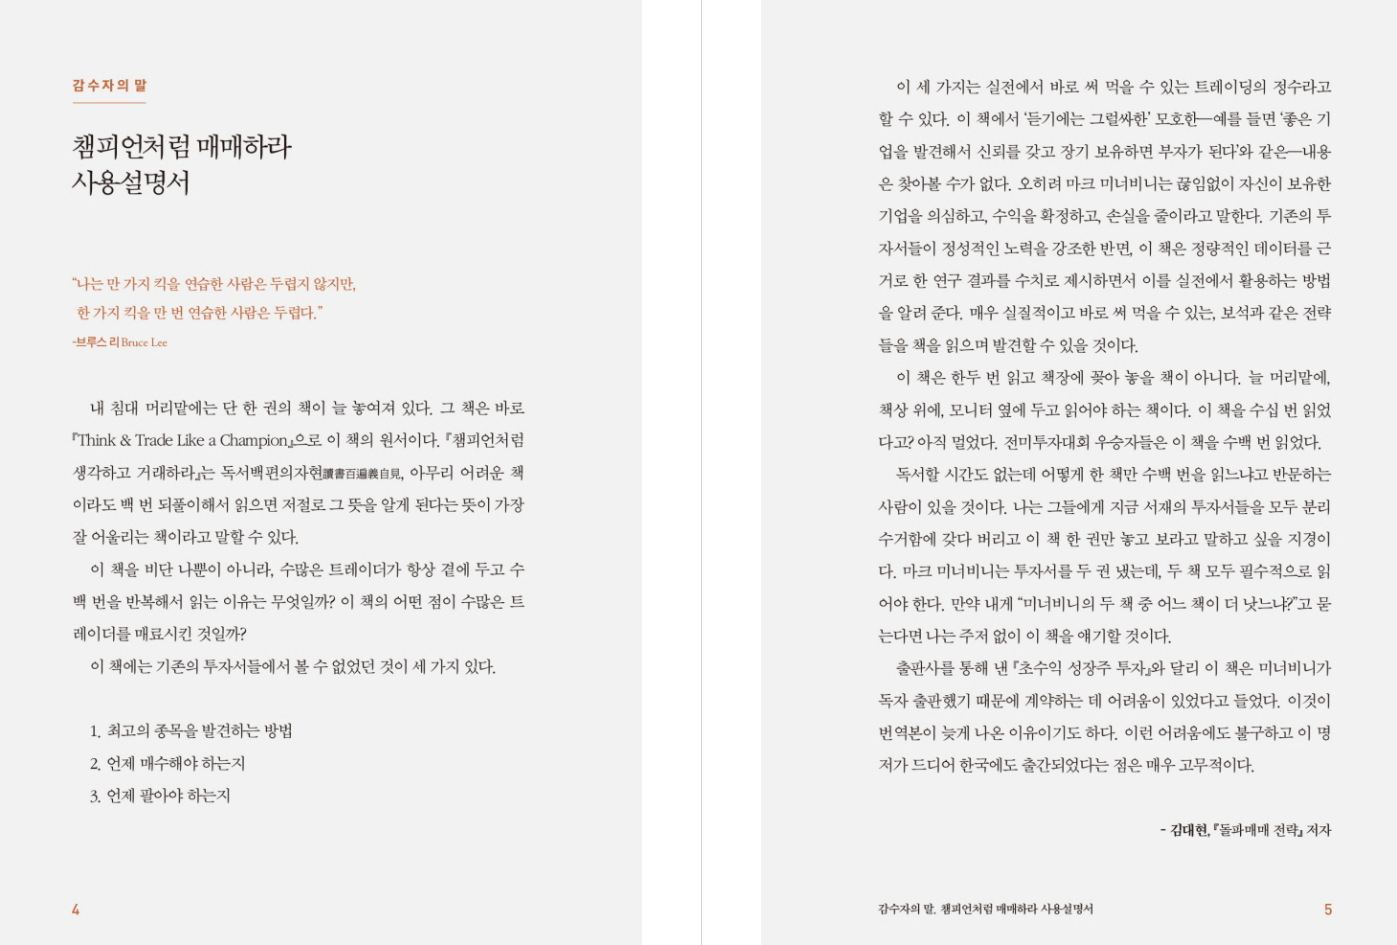 감수자의 말
챔피언처럼 매매하라
사용설명서
“나는 만 가지 킥을 연습한 사람은 두렵지 않지만,
한 가지 킥을 만 번 연습한 사람은 두렵다.”
-브루스 리Bruce Lee
내 침대 머리맡에는 단 한 권의 책이 늘 놓여져 있다. 그 책은 바로
『Think & Trade Like a Champion』으로 이 책의 원서이다. 『챔피언처럼
생각하고 거래하라』는 독서백편의자현讀書百遍義自見, 아무리 어려운 책
이라도 백 번 되풀이해서 읽으면 저절로 그 뜻을 알게 된다는 뜻이 가장
잘 어울리는 책이라고 말할 수 있다.
이 책을 비단 나뿐이 아니라, 수많은 트레이더가 항상 곁에 두고 수
백 번을 반복해서 읽는 이유는 무엇일까? 이 책의 어떤 점이 수많은 트
레이더를 매료시킨 것일까?
이 책에는 기존의 투자서들에서 볼 수 없었던 것이 세 가지 있다.
1. 최고의 종목을 발견하는 방법
2. 언제 매수해야 하는지
3. 언제 팔아야 하는지
4
이 세 가지는 실전에서 바로 써 먹을 수 있는 트레이딩의 정수라고
할 수 있다. 이 책에서 ‘듣기에는 그럴싸한’ 모호한—예를 들면 ‘좋은 기
업을 발견해서 신뢰를 갖고 장기 보유하면 부자가 된다’와 같은—내용
은 찾아볼 수가 없다. 오히려 마크 미너비니는 끊임없이 자신이 보유한
기업을 의심하고, 수익을 확정하고, 손실을 줄이라고 말한다. 기존의 투
자서들이 정성적인 노력을 강조한 반면, 이 책은 정량적인 데이터를 근
거로 한 연구 결과를 수치로 제시하면서 이를 실전에서 활용하는 방법
을 알려 준다. 매우 실질적이고 바로 써 먹을 수 있는, 보석과 같은 전략
들을 책을 읽으며 발견할 수 있을 것이다.
이 책은 한두 번 읽고 책장에 꽂아 놓을 책이 아니다. 늘 머리맡에,
책상 위에, 모니터 옆에 두고 읽어야 하는 책이다. 이 책을 수십 번 읽었
다고? 아직 멀었다. 전미투자대회 우승자들은 이 책을 수백 번 읽었다.
독서할 시간도 없는데 어떻게 한 책만 수백 번을 읽느냐고 반문하는
사람이 있을 것이다. 나는 그들에게 지금 서재의 투자서들을 모두 분리
수거함에 갖다 버리고 이 책 한 권만 놓고 보라고 말하고 싶을 지경이
다. 마크 미너비니는 투자서를 두 권 냈는데, 두 책 모두 필수적으로 읽
어야 한다. 만약 내게 “미너비니의 두 책 중 어느 책이 더 낫느냐?”고 묻
는다면 나는 주저 없이 이 책을 얘기할 것이다.
출판사를 통해 낸 『초수익 성장주 투자』와 달리 이 책은 미너비니가
독자 출판했기 때문에 계약하는 데 어려움이 있었다고 들었다. 이것이
번역본이 늦게 나온 이유이기도 하다. 이런 어려움에도 불구하고 이 명
저가 드디어 한국에도 출간되었다는 점은 매우 고무적이다.
- 김대현, 『돌파매매 전략』 저자
감수자의 말. 챔피언처럼 매매하라 사용설명서
5